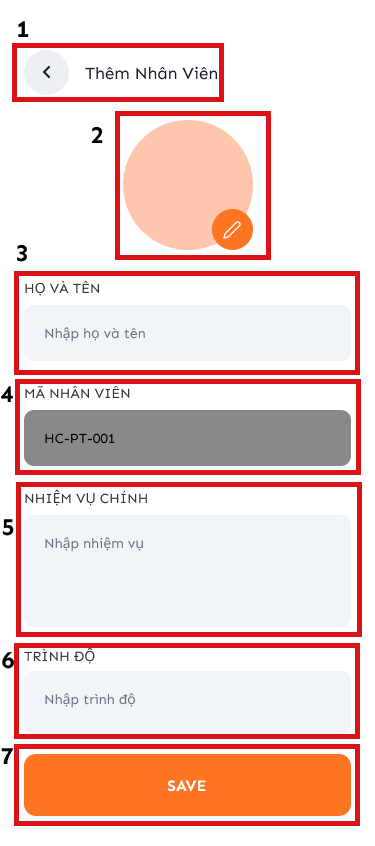 1
Thêm Nhân Viên
2
3
HỌ VÀ TÊN
Nhập họ và tên
4
MÃ NHÂN VIÊN
HC-PT-001
NHIỆM VỤ CHÍNH
5
Nhập nhiệm vụ
6
TRÌNH ĐỘ
Nhập trình độ
7
SAVE